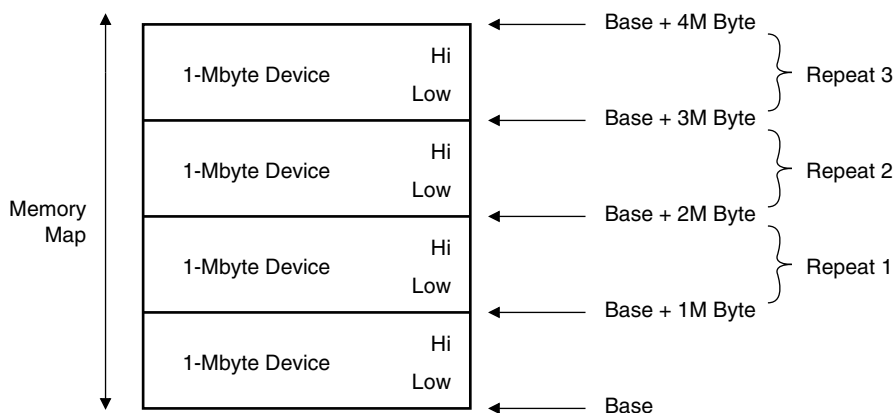 Base + 4M Byte
Hi
1-Mbyte Device
Low
Repeat 3
Base + 3M Byte
Hi
1-Mbyte Device
Low
Repeat 2
Memory
Map
Base + 2M Byte
Hi
1-Mbyte Device
Low
Repeat 1
Base + 1M Byte
Hi
1-Mbyte Device
Low
Base